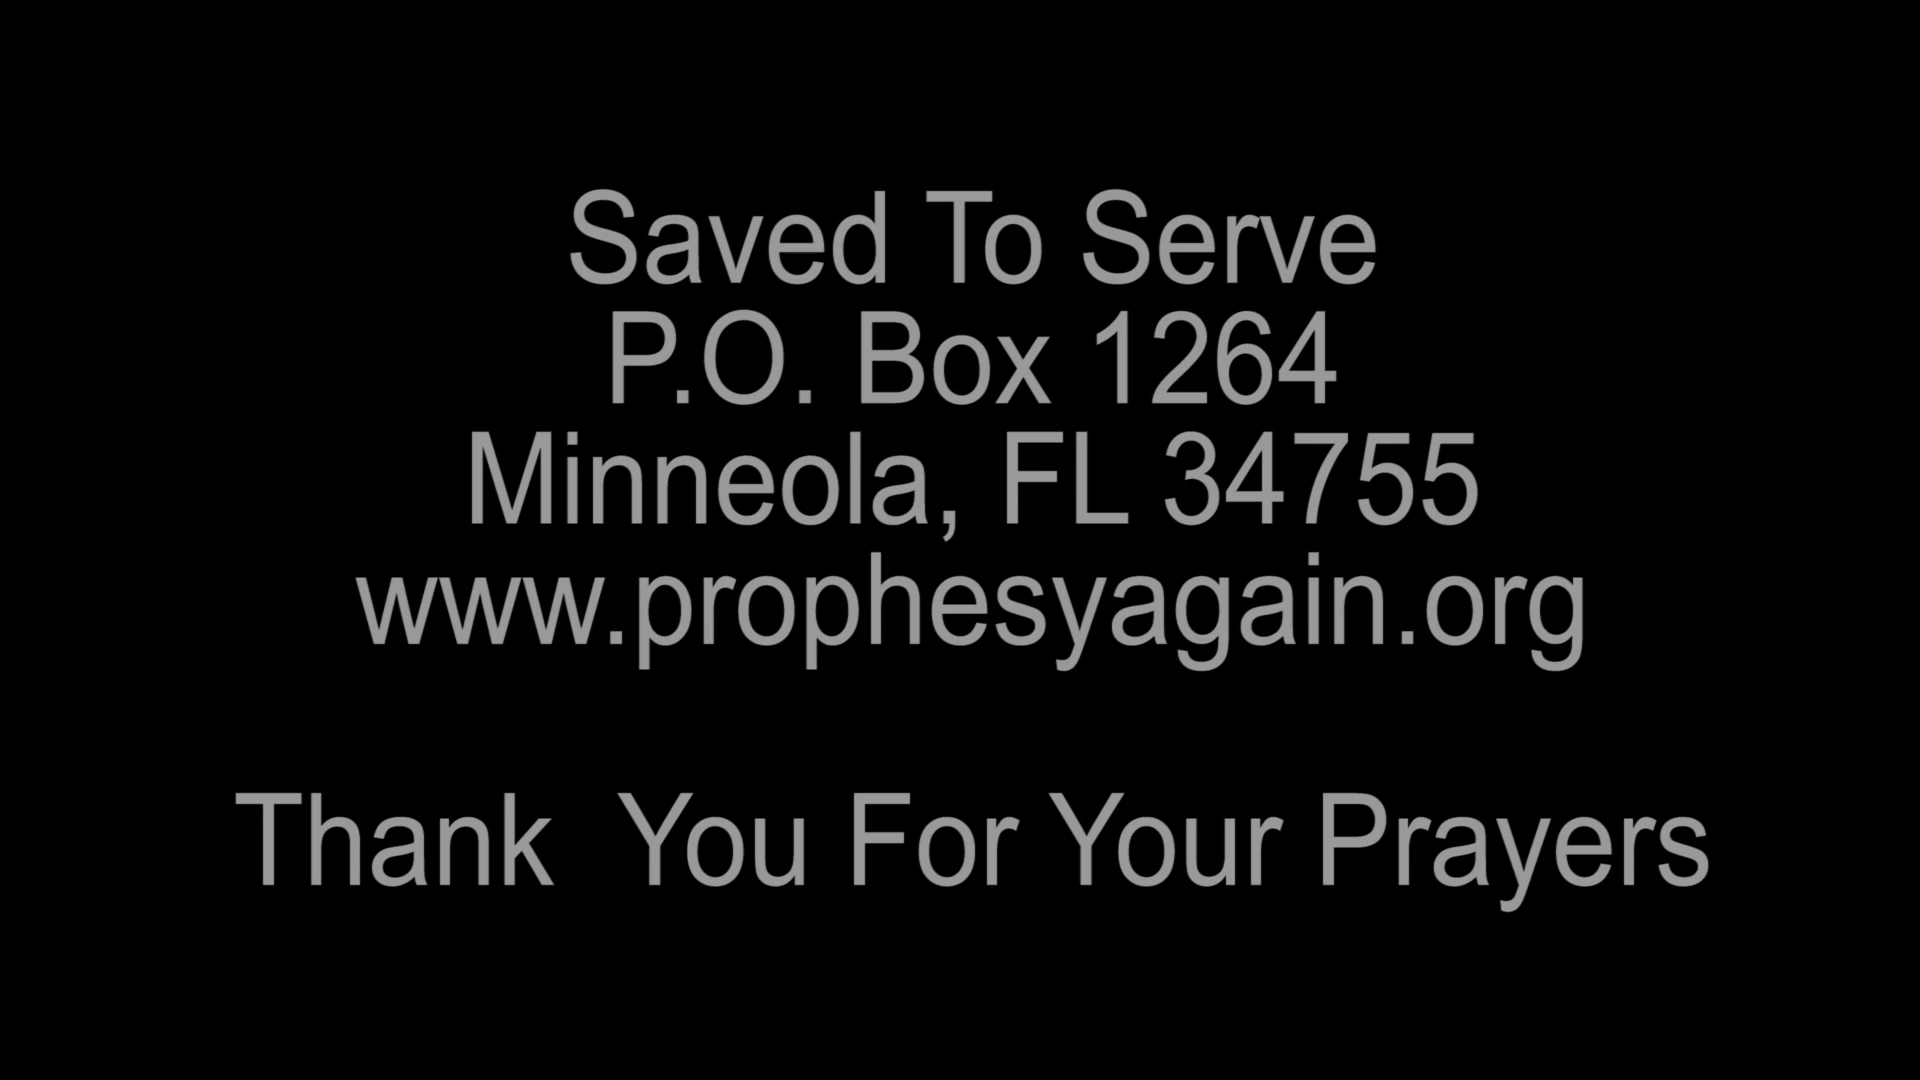 Saved To Serve
P.O. Box 1264
Minneola, FL 34755
www.prophesyagain.org
Thank  You For Your Prayers